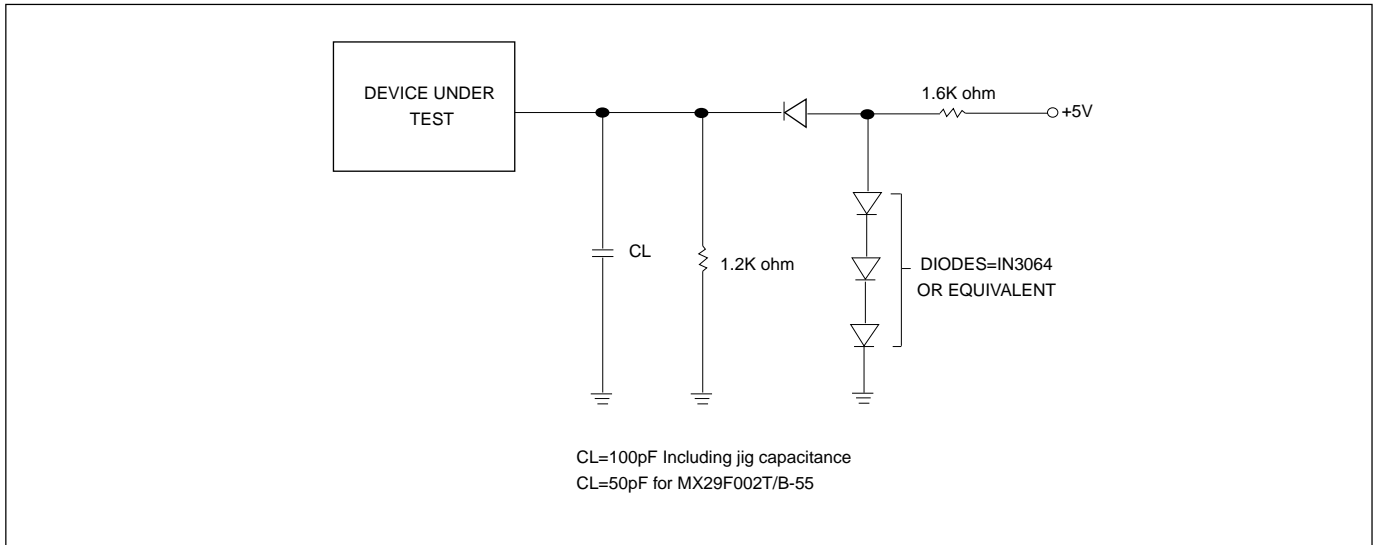 DEVICE UNDER
TEST
1.6K ohm
+5V
CL
1.2K ohm
DIODES=IN3064
OR EQUIVALENT
CL=100pF Including jig capacitance
CL=50pF for MX29F002T/B-55